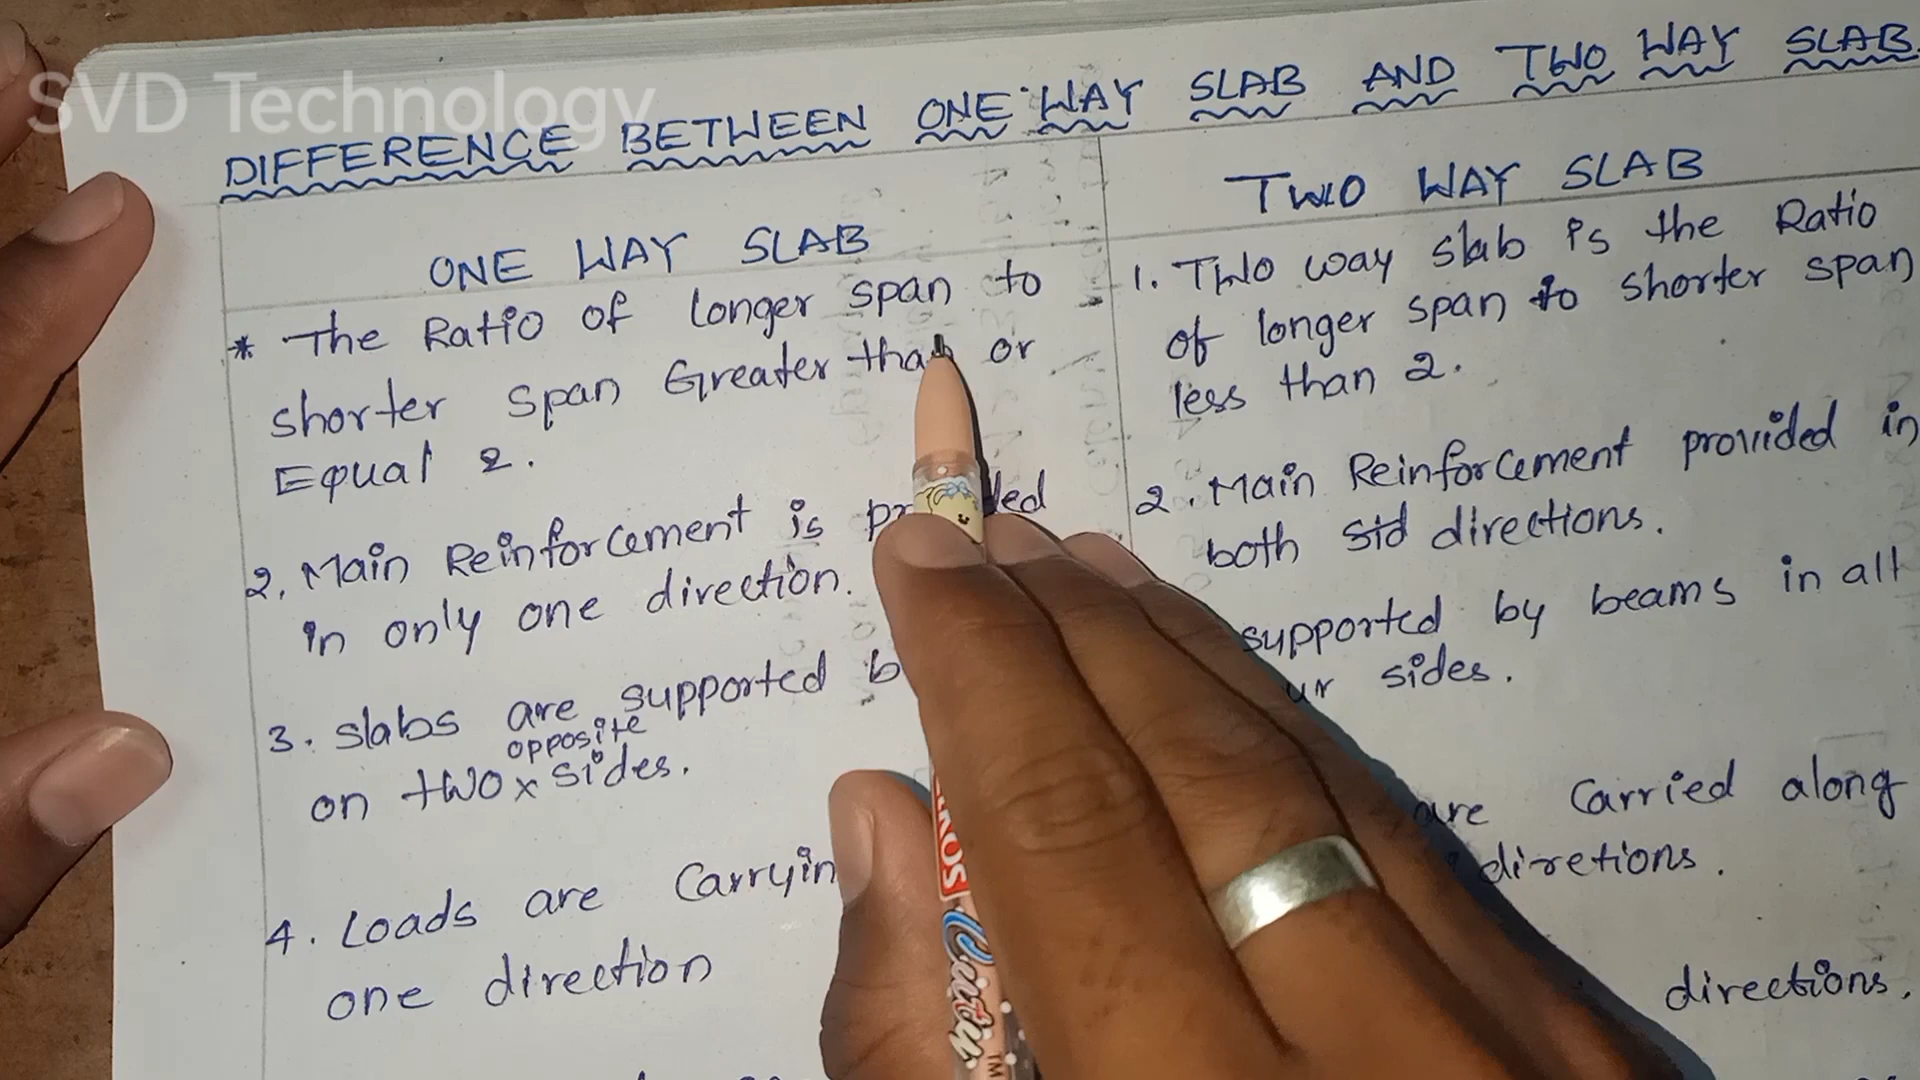 SVD Technology
DIFFERENCE BETWEEN ONE WAY SLAB AND TWO WAY SLAB.
ONE WAY SLAB
* The Ratio of longer span to
shorter span Greater than or
Equal 2.
2. Main Reinforcement is provided
in only one direction.
3. slabs are supported
opposite
on two x sides.
4. Loads are
one direction
TWO WAY SLAB
1. Two way slab is the Ratio
of longer span to shorter span
less than 2.
2. Main Reinforcement provided in
both std directions.
supported by beams in all
sides.
are carried along
diretions.
directions.
Cutie
TM